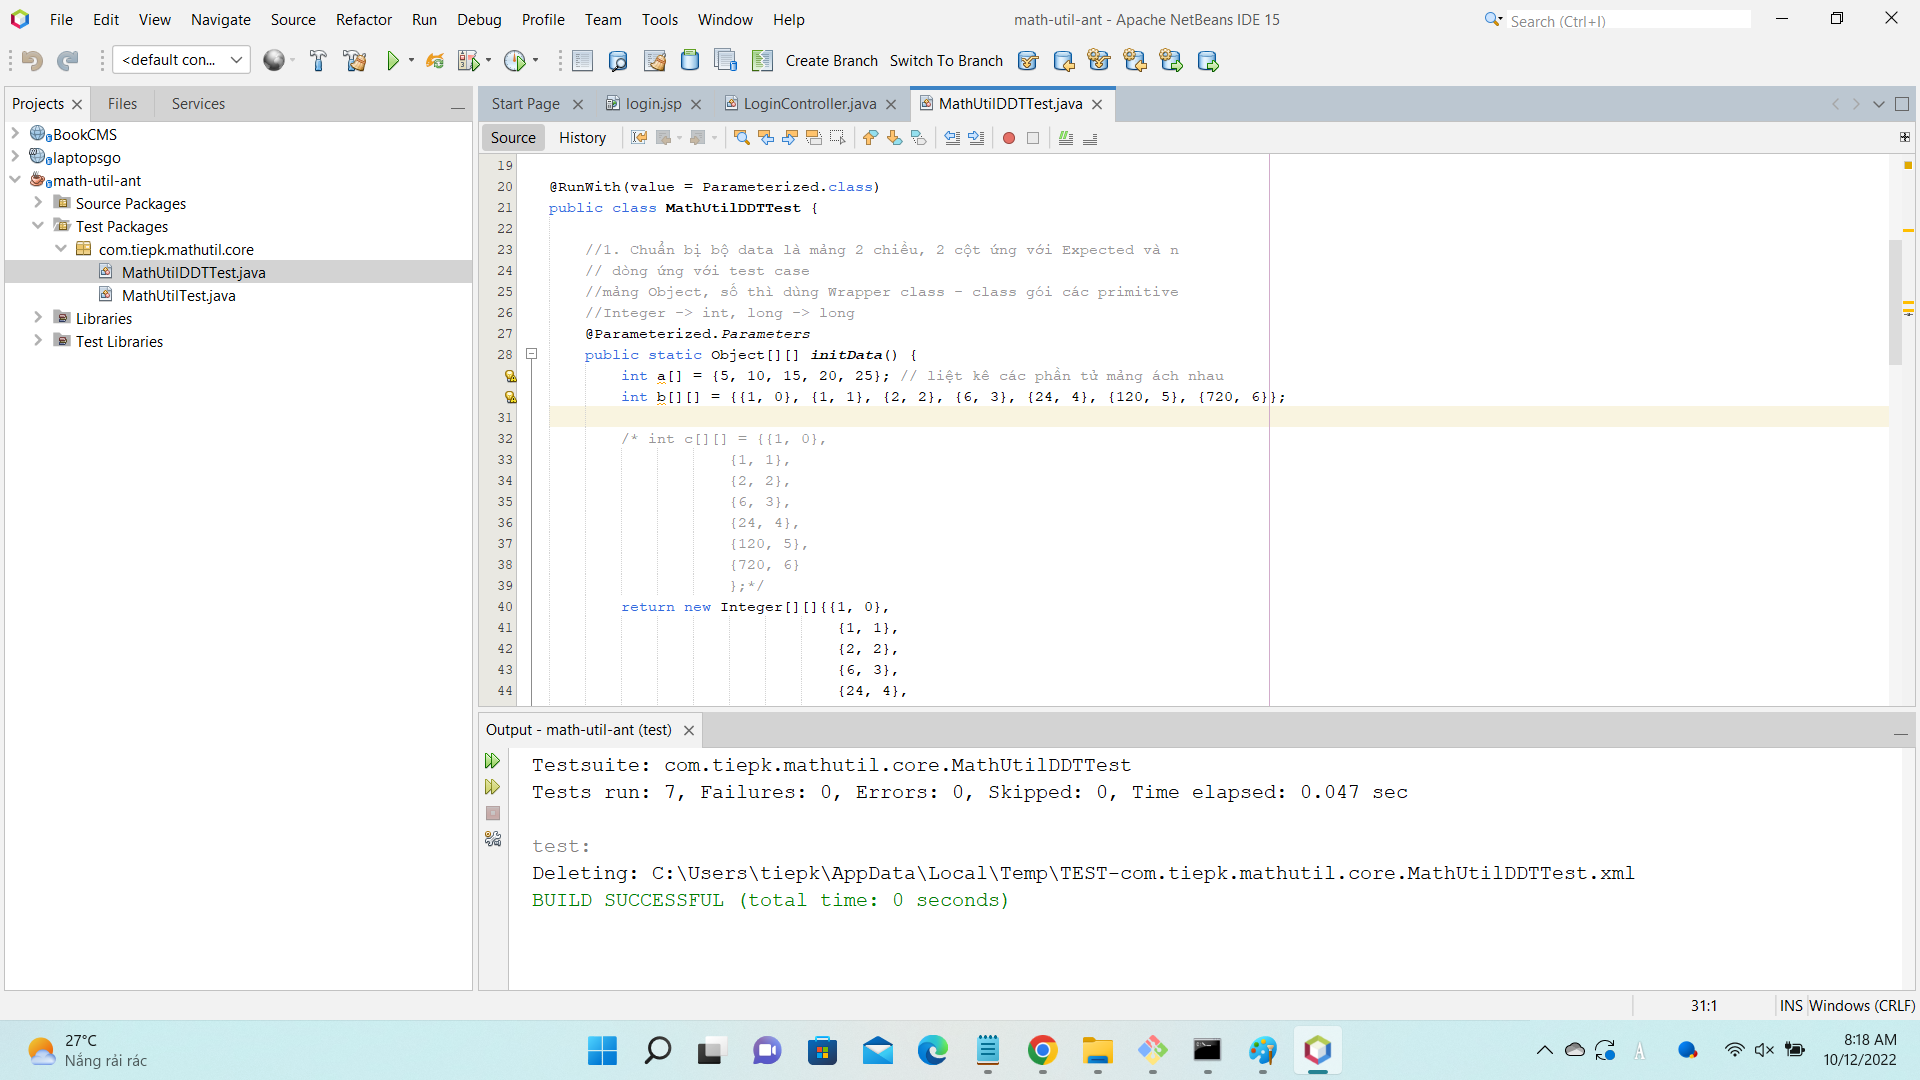 File Edit View Navigate Source Refactor Run Debug Profile Team Tools Window Help
math-util-ant - Apache NetBeans IDE 15
Search (Ctrl+I)
<default con...
Create Branch Switch To Branch
Projects Files Services
BookCMS
laptopsgo
math-util-ant
Source Packages
Test Packages
com.tiepk.mathutil.core
MathUtilDDTTest.java
MathUtilTest.java
Libraries
Test Libraries
Start Page login.jsp LoginController.java MathUtilDDTTest.java
Source History
19
20 @RunWith(value = Parameterized.class)
21 public class MathUtilDDTTest {
22
23 //1. Chuẩn bị bộ data là mảng 2 chiều, 2 cột ứng với Expected và n
24 // dòng ứng với test case
25 //mảng Object, số thì dùng Wrapper class - class gói các primitive
26 //Integer -> int, long -> long
27 @Parameterized.Parameters
28 public static Object[][] initData() {
int a[] = {5, 10, 15, 20, 25}; // liệt kê các phần tử mảng ách nhau
int b[][] = {{1, 0}, {1, 1}, {2, 2}, {6, 3}, {24, 4}, {120, 5}, {720, 6}};
31
32 /* int c[][] = {{1, 0},
33 {1, 1},
34 {2, 2},
35 {6, 3},
36 {24, 4},
37 {120, 5},
38 {720, 6}
39 };*/
40 return new Integer[][]{{1, 0},
41 {1, 1},
42 {2, 2},
43 {6, 3},
44 {24, 4},
Output - math-util-ant (test)
Testsuite: com.tiepk.mathutil.core.MathUtilDDTTest
Tests run: 7, Failures: 0, Errors: 0, Skipped: 0, Time elapsed: 0.047 sec
test:
Deleting: C:\Users\tiepk\AppData\Local\Temp\TEST-com.tiepk.mathutil.core.MathUtilDDTTest.xml
BUILD SUCCESSFUL (total time: 0 seconds)
31:1 INS Windows (CRLF)
27°C
Nắng rải rác
A
8:18 AM
10/12/2022